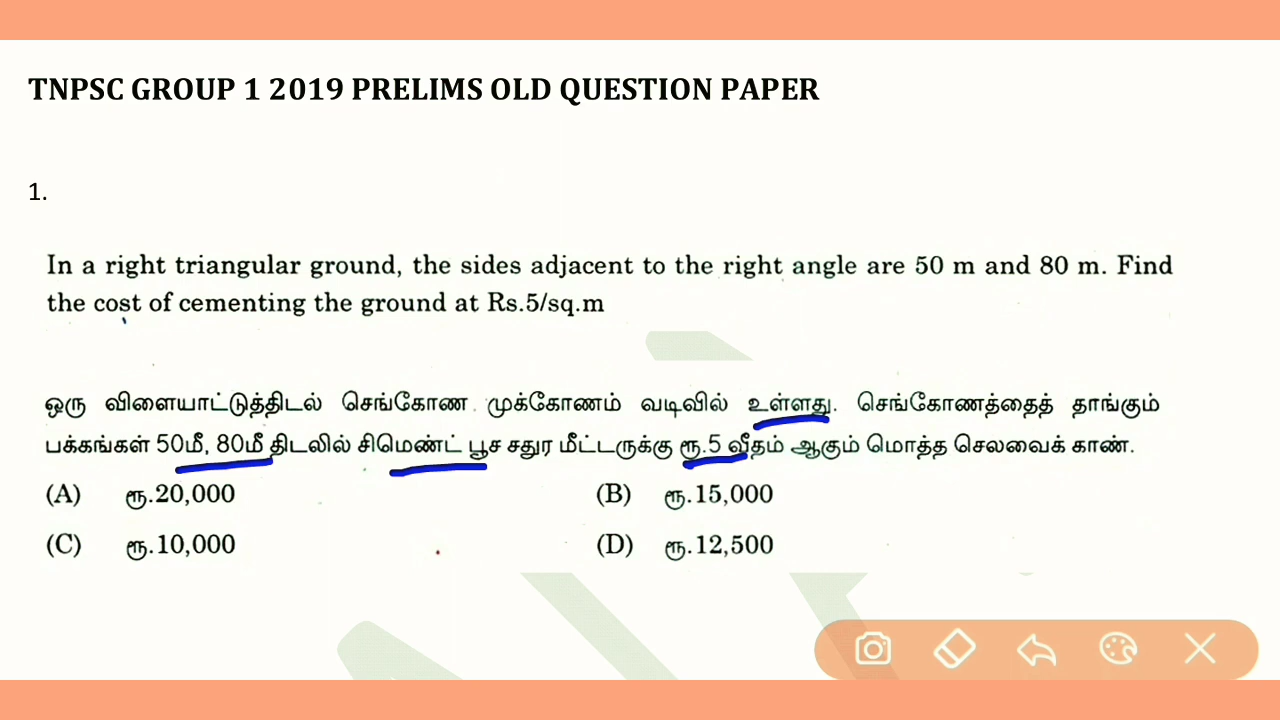 TNPSC GROUP 1 2019 PRELIMS OLD QUESTION PAPER
1.
In a right triangular ground, the sides adjacent to the right angle are 50 m and 80 m. Find
the cost of cementing the ground at Rs.5/sq.m
ஒரு விளையாட்டுத்திடல் செங்கோண முக்கோணம் வடிவில் உள்ளது. செங்கோணத்தைத் தாங்கும்
பக்கங்கள் 50மீ, 80மீ திடலில் சிமெண்ட் பூச சதுர மீட்டருக்கு ரூ.5 வீதம் ஆகும் மொத்த செலவைக் காண்.
(A) ரூ.20,000 (B) ரூ.15,000
(C) ரூ.10,000 (D) ரூ.12,500